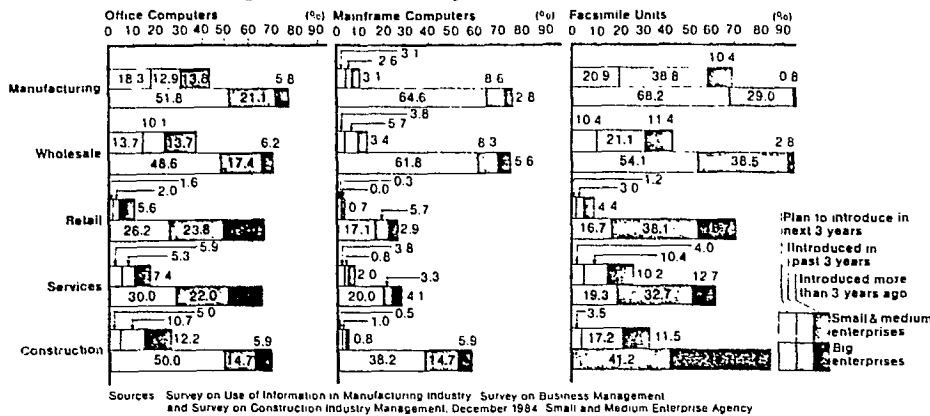 Office Computers (%)
0 10 20 30 40 50 60 70 80 90
Mainframe Computers (%)
0 10 20 30 40 50 60 70 80 90
Facsimile Units (%)
0 10 20 30 40 50 60 70 80 90
Manufacturing
18.3 12.9 13.8 5.8
51.8 21.1
3.1
2.6
3.1 8.6
64.6 2.8
10.4
20.9 38.8 0.8
68.2 29.0
Wholesale
10.1
13.7 13.7 6.2
48.6 17.4
3.8
5.7
3.4 8.3
61.8 5.6
10.4 11.4
21.1 2.8
54.1 38.5
Retail
1.6
2.0
5.6
26.2 23.8
0.3
0.0
0.7 5.7
17.1 2.9
1.2
3.0
4.4
16.7 38.1
Services
5.9
5.3
7.4
30.0 22.0
3.8
0.8
2.0 3.3
20.0 4.1
4.0
10.4
10.2 12.7
19.3 32.7
Construction
5.0
10.7
12.2 5.9
50.0 14.7
0.5
1.0
0.8 5.9
38.2 14.7
3.5
17.2 11.5
41.2
Plan to introduce in
next 3 years
Introduced in
past 3 years
Introduced more
than 3 years ago
Small & medium
enterprises
Big
enterprises
Sources Survey on Use of Information in Manufacturing Industry Survey on Business Management
and Survey on Construction Industry Management, December 1984 Small and Medium Enterprise Agency